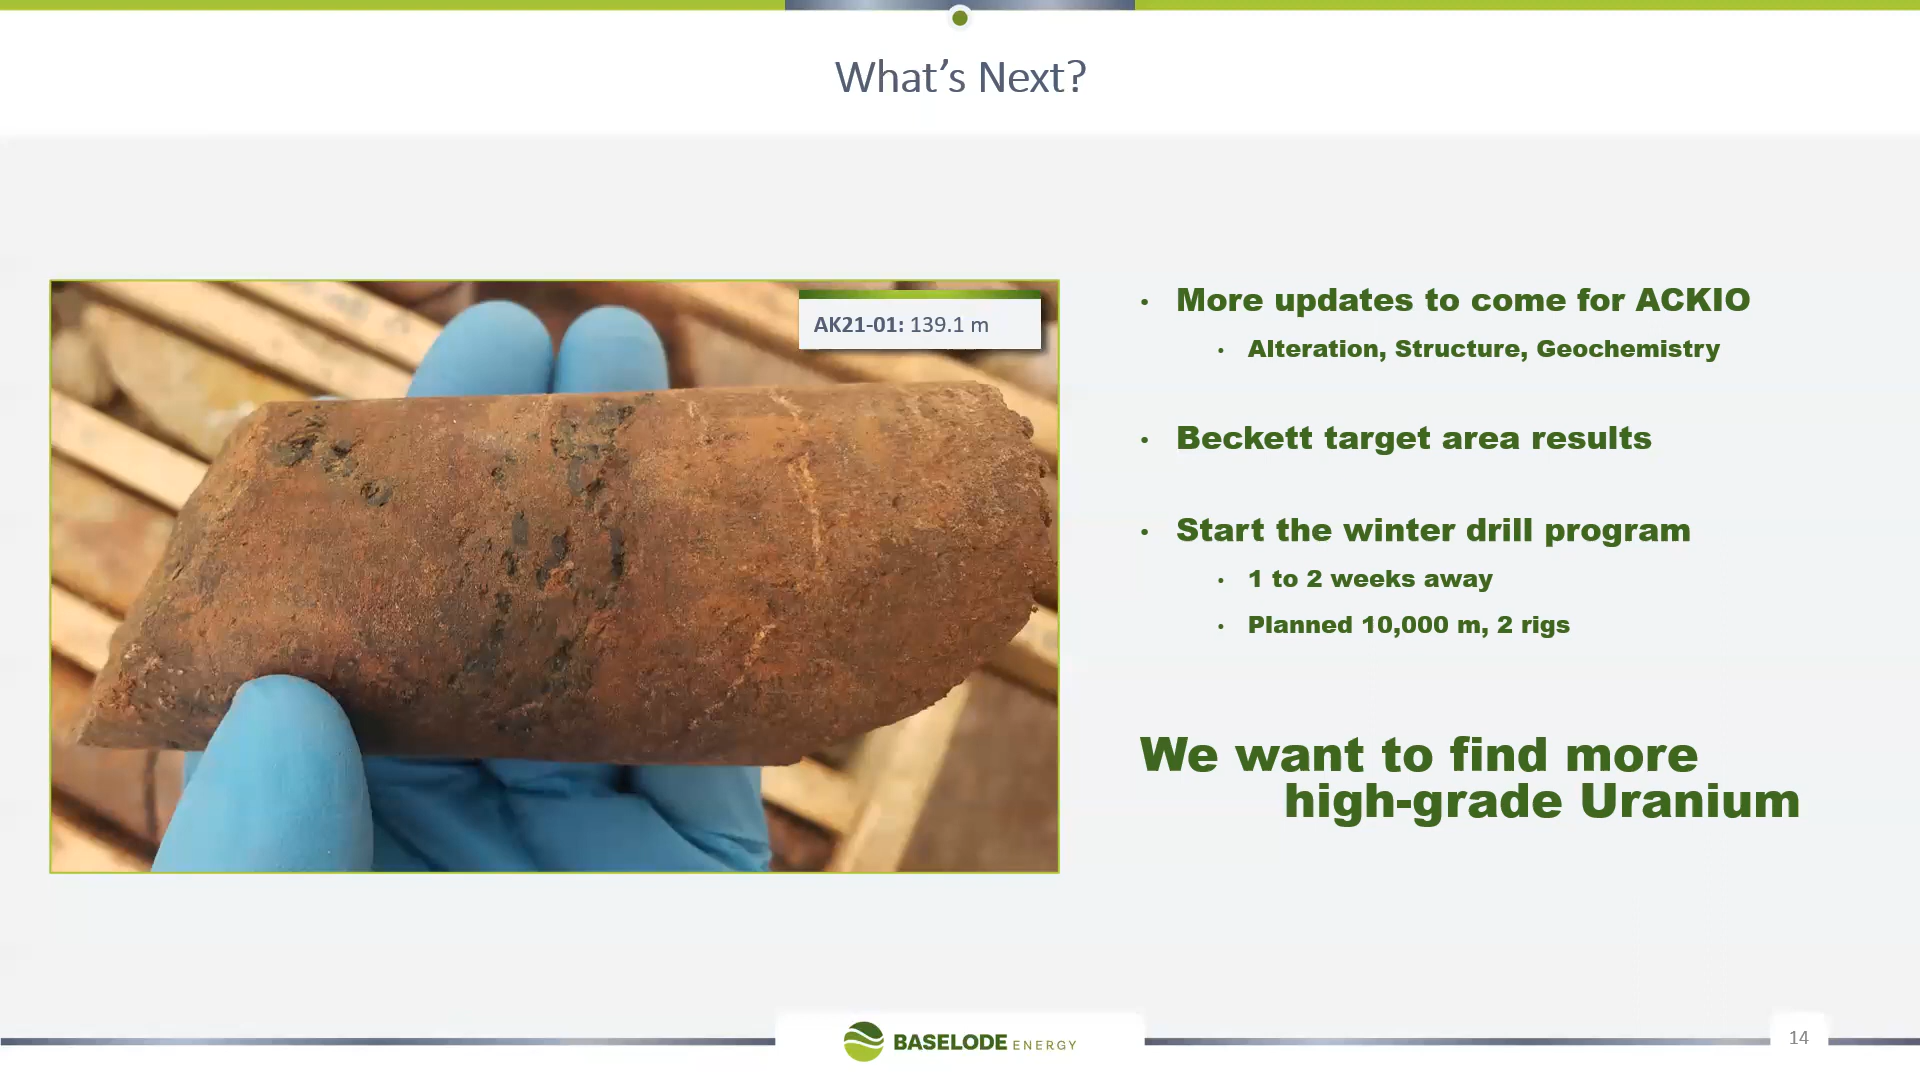 What’s Next?
AK21-01: 139.1 m
• More updates to come for ACKIO
• Alteration, Structure, Geochemistry
• Beckett target area results
• Start the winter drill program
• 1 to 2 weeks away
• Planned 10,000 m, 2 rigs
We want to find more
high-grade Uranium
BASELODE ENERGY
14